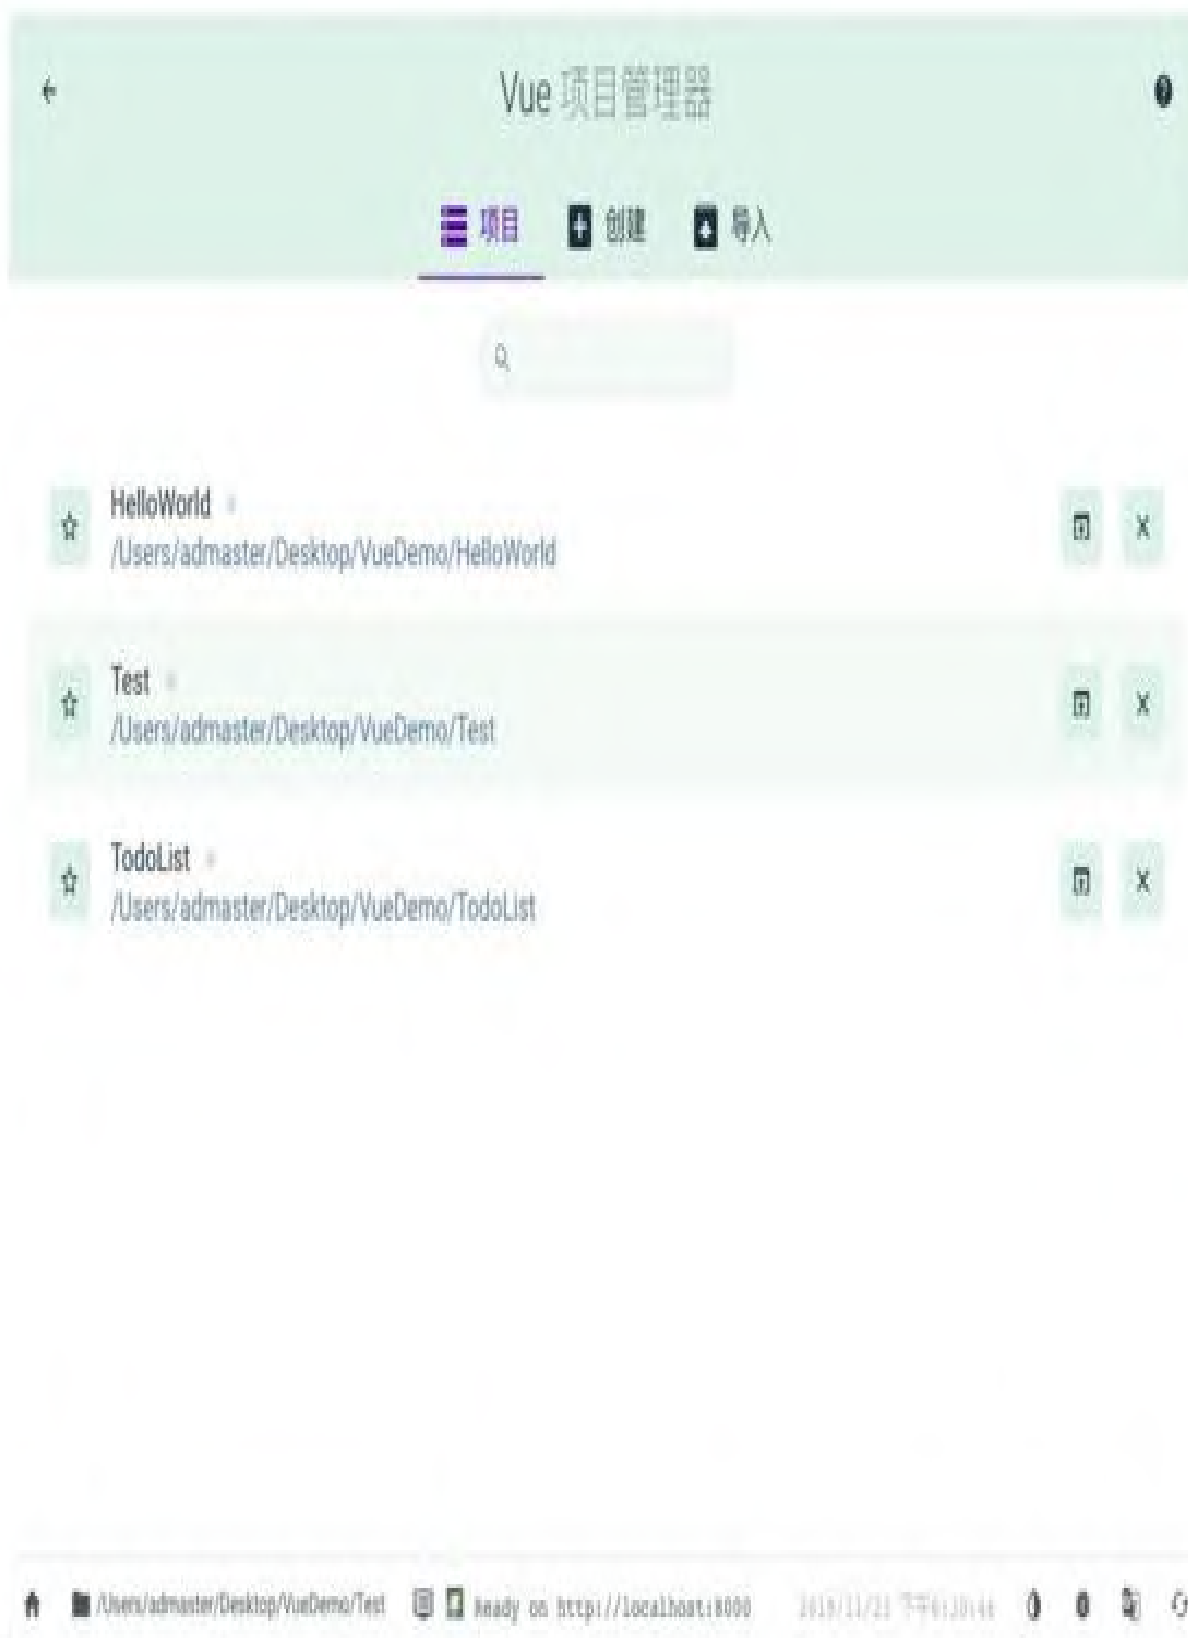 Vue 项目管理器
项目 创建 导入
HelloWorld
/Users/admaster/Desktop/VueDemo/HelloWorld
Test
/Users/admaster/Desktop/VueDemo/Test
TodoList
/Users/admaster/Desktop/VueDemo/TodoList
/Users/admaster/Desktop/VueDemo/Test Ready on http://localhost:8000